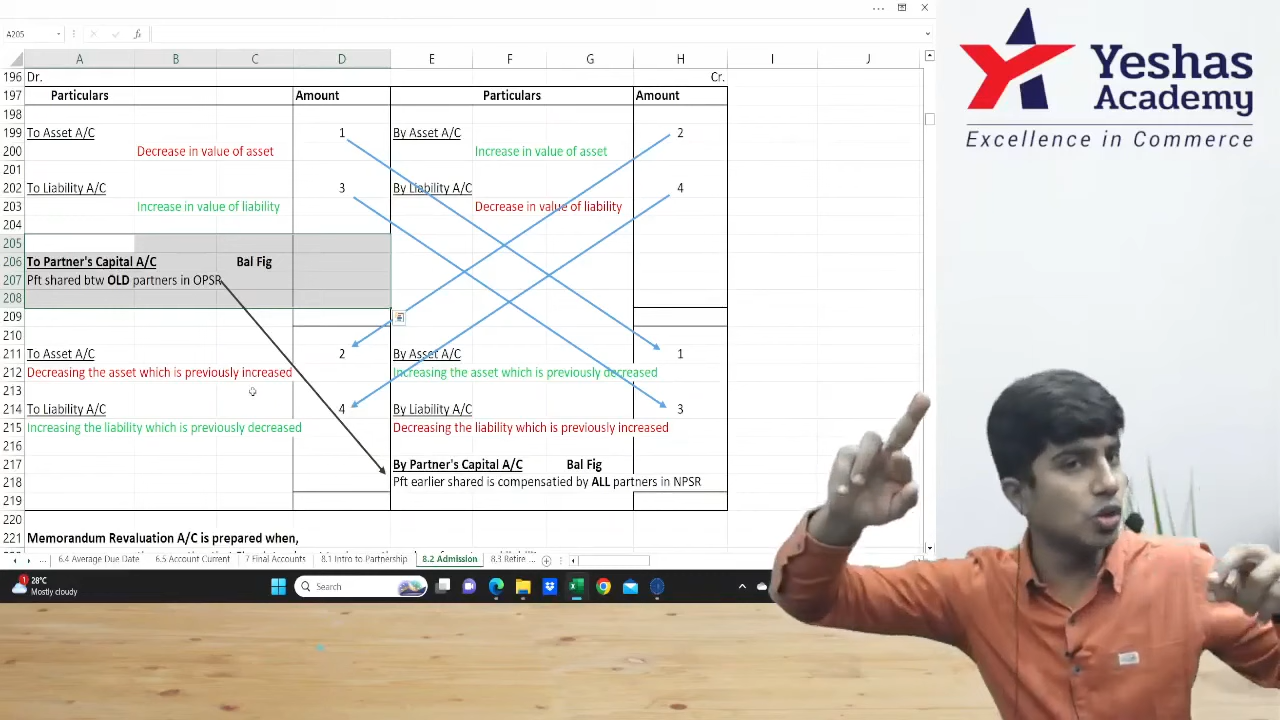 A205
fx
A B C D E F G H I J
196 Dr. Cr.
197 Particulars Amount Particulars Amount
198
199 To Asset A/C 1 By Asset A/C 2
200 Decrease in value of asset Increase in value of asset
201
202 To Liability A/C 3 By Liability A/C 4
203 Increase in value of liability Decrease in value of liability
204
205
206 To Partner's Capital A/C Bal Fig
207 Pft shared btw OLD partners in OPSR
208
209
210
211 To Asset A/C 2 By Asset A/C 1
212 Decreasing the asset which is previously increased Increasing the asset which is previously decreased
213
214 To Liability A/C 4 By Liability A/C 3
215 Increasing the liability which is previously decreased Decreasing the liability which is previously increased
216
217 By Partner's Capital A/C Bal Fig
218 Pft earlier shared is compensatied by ALL partners in NPSR
219
220
221 Memorandum Revaluation A/C is prepared when,
... 6.4 Average Due Date 6.5 Account Current 7 Final Accounts 8.1 Intro to Partnership 8.2 Admission 8.3 Retire ...
1 28°C
Mostly cloudy
Search
Yeshas
Academy
Excellence in Commerce